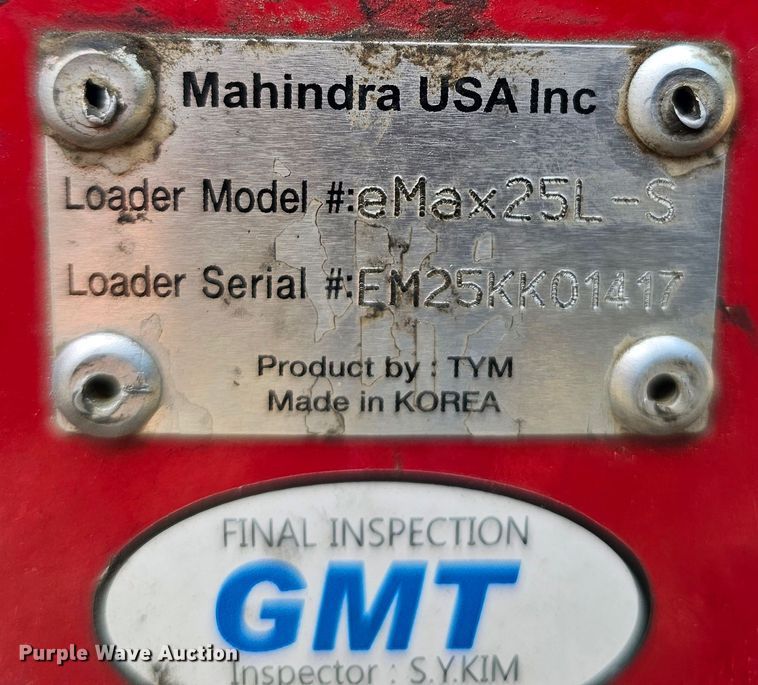 Mahindra USA Inc
Loader Model #:eMax25L-S
Loader Serial #:EM25KK01417
Product by : TYM
Made in KOREA
FINAL INSPECTION
GMT
Inspector : S.Y.KIM
Purple Wave Auction